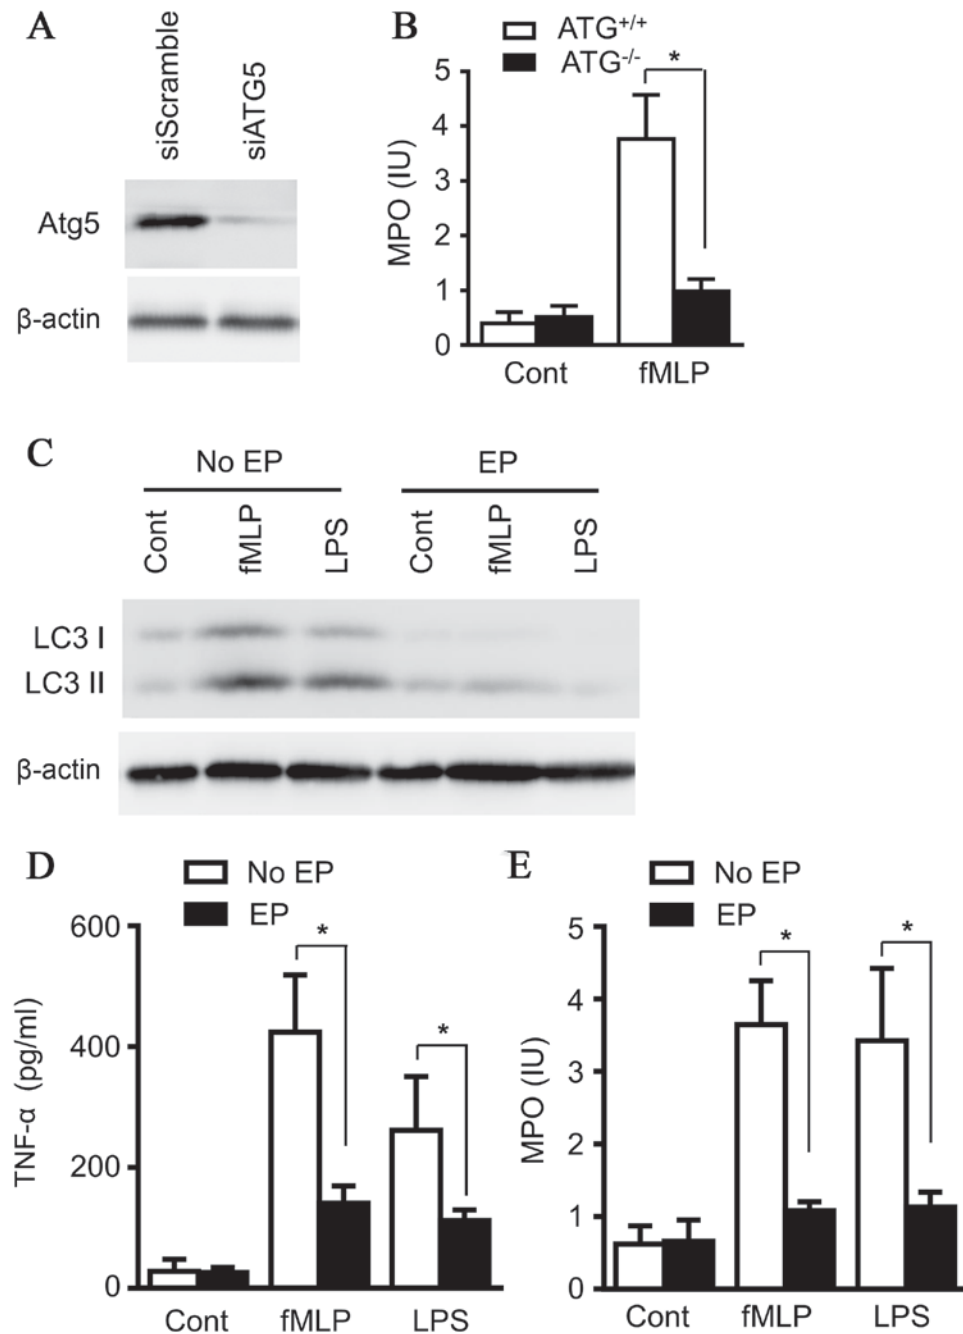 A
siScramble
siATG5
Atg5
β-actin
B
ATG+/+
ATG-/-
*
5
4
3
2
1
0
MPO (IU)
Cont
fMLP
C
No EP
EP
Cont
fMLP
LPS
Cont
fMLP
LPS
LC3 I
LC3 II
β-actin
D
No EP
EP
*
*
600
400
200
0
TNF-α (pg/ml)
Cont
fMLP
LPS
E
No EP
EP
*
*
5
4
3
2
1
0
MPO (IU)
Cont
fMLP
LPS